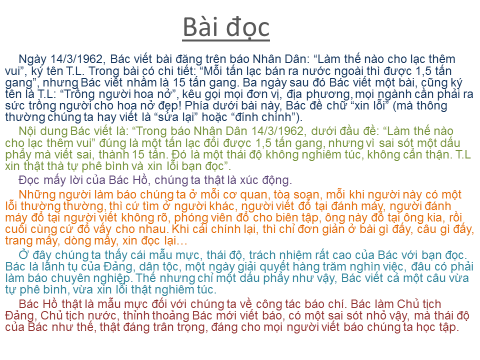 Bài đọc
Ngày 14/3/1962, Bác viết bài đăng trên báo Nhân Dân: “Làm thế nào cho lạc thêm
vui”, ký tên T.L. Trong bài có chi tiết: “Mỗi tấn lạc bán ra nước ngoài thì được 1,5 tấn
gang”, nhưng Bác viết nhầm là 15 tấn gang. Ba ngày sau đó Bác viết một bài, cũng ký
tên là T.L: “Trồng người hoa nở”, kêu gọi mọi đơn vị, địa phương, mọi ngành cần phải ra
sức trồng người cho hoa nở đẹp! Phía dưới bài này, Bác đề chữ “xin lỗi” (mà thông
thường chúng ta hay viết là “sửa lại” hoặc “đính chính”).
Nội dung Bác viết là: “Trong báo Nhân Dân 14/3/1962, dưới đầu đề: “Làm thế nào
cho lạc thêm vui” đúng là một tấn lạc đổi được 1,5 tấn gang, nhưng vì sai sót một dấu
phẩy mà viết sai, thành 15 tấn. Đó là một thái độ không nghiêm túc, không cẩn thận. T.L
xin thật thà tự phê bình và xin lỗi bạn đọc”.
Đọc mấy lời của Bác Hồ, chúng ta thật là xúc động.
Những người làm báo chúng ta ở mỗi cơ quan, tòa soạn, mỗi khi người này có một
lỗi thường thường, thì cứ tìm ở người khác, người viết đổ tại đánh máy, người đánh
máy đổ tại người viết không rõ, phóng viên đổ cho biên tập, ông này đổ tại ông kia, rồi
cuối cùng cứ đổ vấy cho nhau. Khi cải chính lại, thì chỉ đơn giản ở bài gì đấy, câu gì đấy,
trang mấy, dòng mấy, xin đọc lại…
Ở đây chúng ta thấy cái mẫu mực, thái độ, trách nhiệm rất cao của Bác với bạn đọc.
Bác là lãnh tụ của Đảng, dân tộc, một ngày giải quyết hàng trăm nghìn việc, đâu có phải
làm báo chuyên nghiệp. Thế nhưng chỉ một dấu phẩy như vậy, Bác viết cả một câu vừa
tự phê bình, vừa xin lỗi thật nghiêm túc.
Bác Hồ thật là mẫu mực đối với chúng ta về công tác báo chí. Bác làm Chủ tịch
Đảng, Chủ tịch nước, thỉnh thoảng Bác mới viết báo, có một sai sót nhỏ vậy, mà thái độ
của Bác như thế, thật đáng trân trọng, đáng cho mọi người viết báo chúng ta học tập.